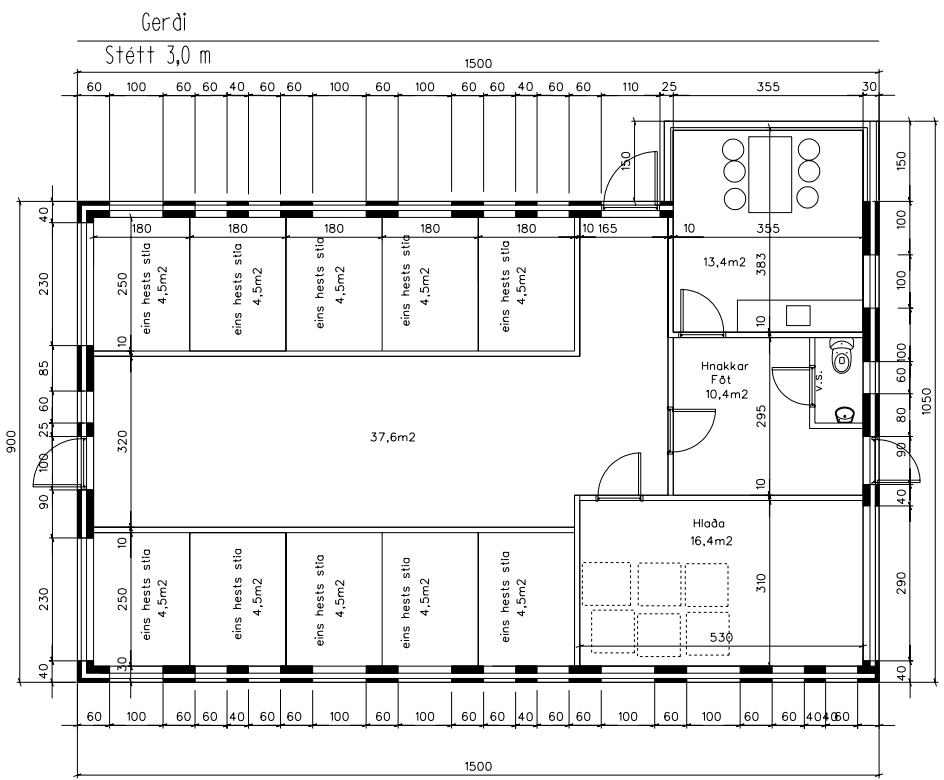 Gerði
Stétt 3,0 m
1500
60 100 60 60 40 60 60 100 60 60 40 60 60 110 25 355 30
150
150
40
180 180 180 180 180 10 165 10 355
100
230
250
eins hests stía
4,5m2
eins hests stía
4,5m2
eins hests stía
4,5m2
eins hests stía
4,5m2
eins hests stía
4,5m2
13,4m2
383
100
10
10
100
85
60
25
100
90
900
320
37,6m2
Hnakkar
Föt
10,4m2
v.s.
295
10
60
80
90
40
1050
10
250
30
230
40
eins hests stía
4,5m2
eins hests stía
4,5m2
eins hests stía
4,5m2
eins hests stía
4,5m2
eins hests stía
4,5m2
Hlaða
16,4m2
310
530
290
40
60 100 60 60 40 60 60 100 60 60 40 60 60 100 60 60 100 60 60 40 40 60
1500